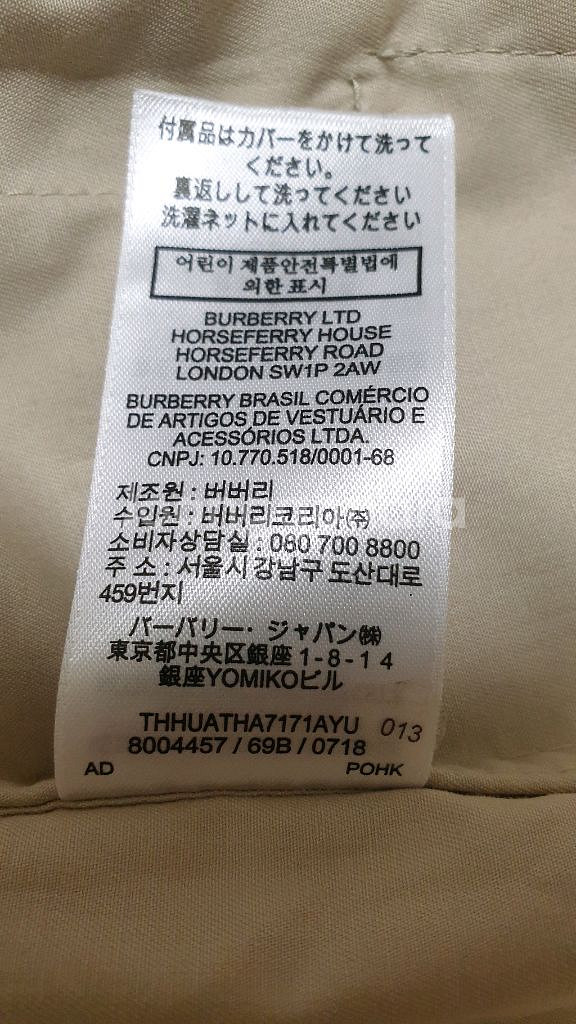 付属品はカバーをかけて洗って
ください。
裏返しして洗ってください
洗濯ネットに入れてください
어린이 제품안전특별법에
의한 표시
BURBERRY LTD
HORSEFERRY HOUSE
HORSEFERRY ROAD
LONDON SW1P 2AW
BURBERRY BRASIL COMÉRCIO
DE ARTIGOS DE VESTUÁRIO E
ACESSÓRIOS LTDA.
CNPJ: 10.770.518/0001-68
제조원 : 버버리
수입원 : 버버리코리아㈜
소비자상담실 : 080 700 8800
주 소 : 서울시 강남구 도산대로
459번지
バーバリー・ジャパン㈱
東京都中央区銀座1-8-14
銀座YOMIKOビル
THHUATHA7171AYU 013
8004457 / 69B / 0718
AD POHK